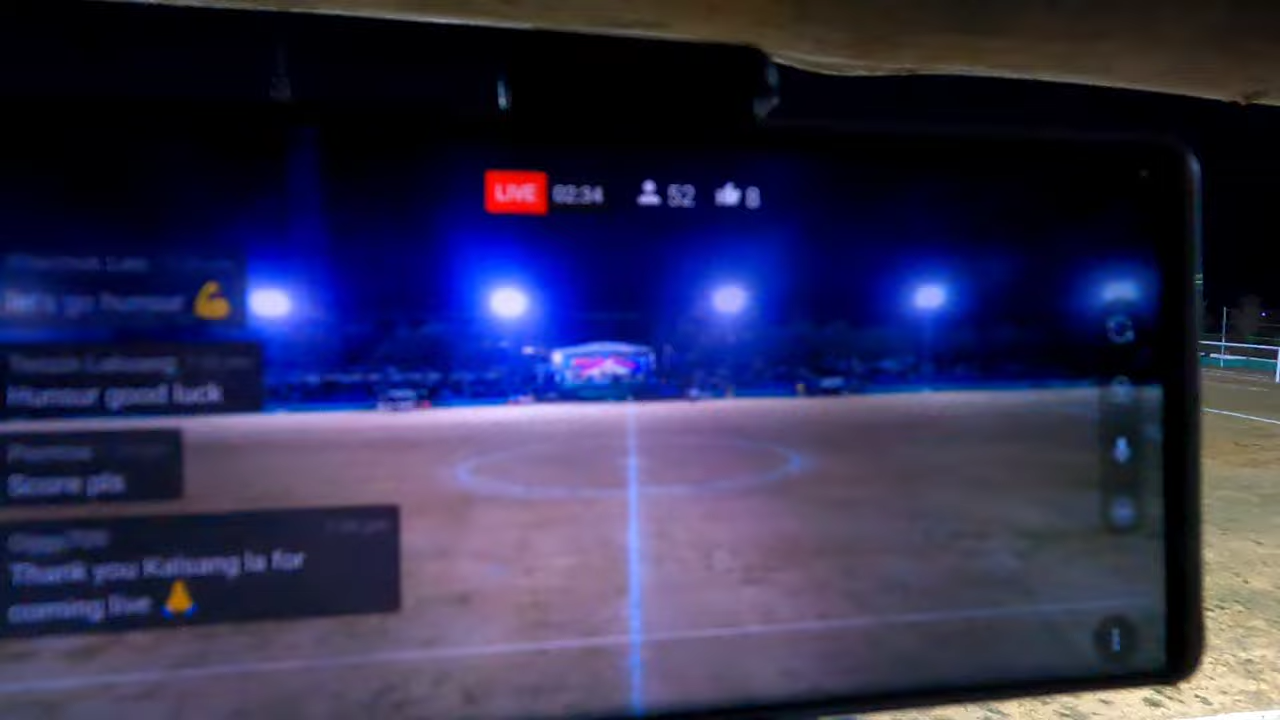 LIVE 02:34 52 8
let's go humour 💪
Humour good luck
Score pls
Thank you Kalsang la for
coming live 🙏